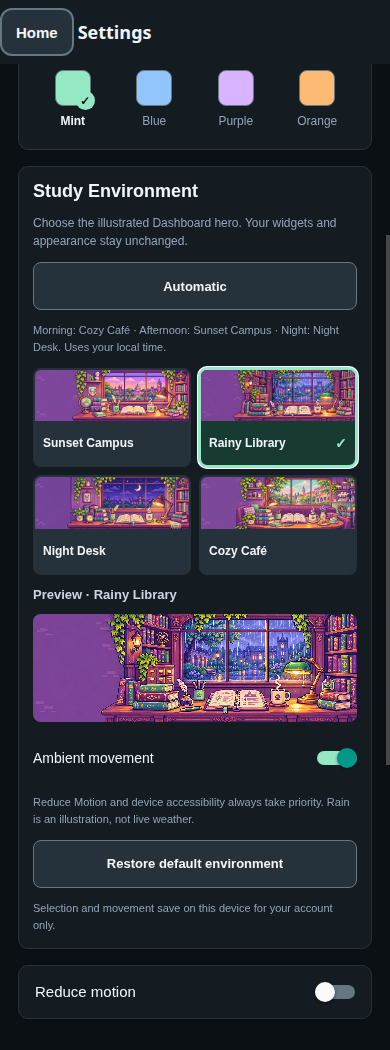 Home Settings
Mint Blue Purple Orange
Study Environment
Choose the illustrated Dashboard hero. Your widgets and
appearance stay unchanged.
Automatic
Morning: Cozy Café · Afternoon: Sunset Campus · Night: Night
Desk. Uses your local time.
Sunset Campus
Rainy Library ✓
Night Desk
Cozy Café
Preview · Rainy Library
Ambient movement
Reduce Motion and device accessibility always take priority. Rain
is an illustration, not live weather.
Restore default environment
Selection and movement save on this device for your account
only.
Reduce motion